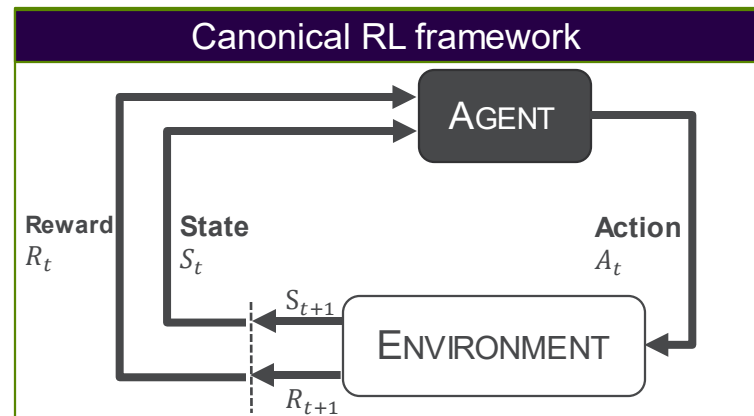 Canonical RL framework
AGENT
Reward
R_t
State
S_t
Action
A_t
S_{t+1}
ENVIRONMENT
R_{t+1}